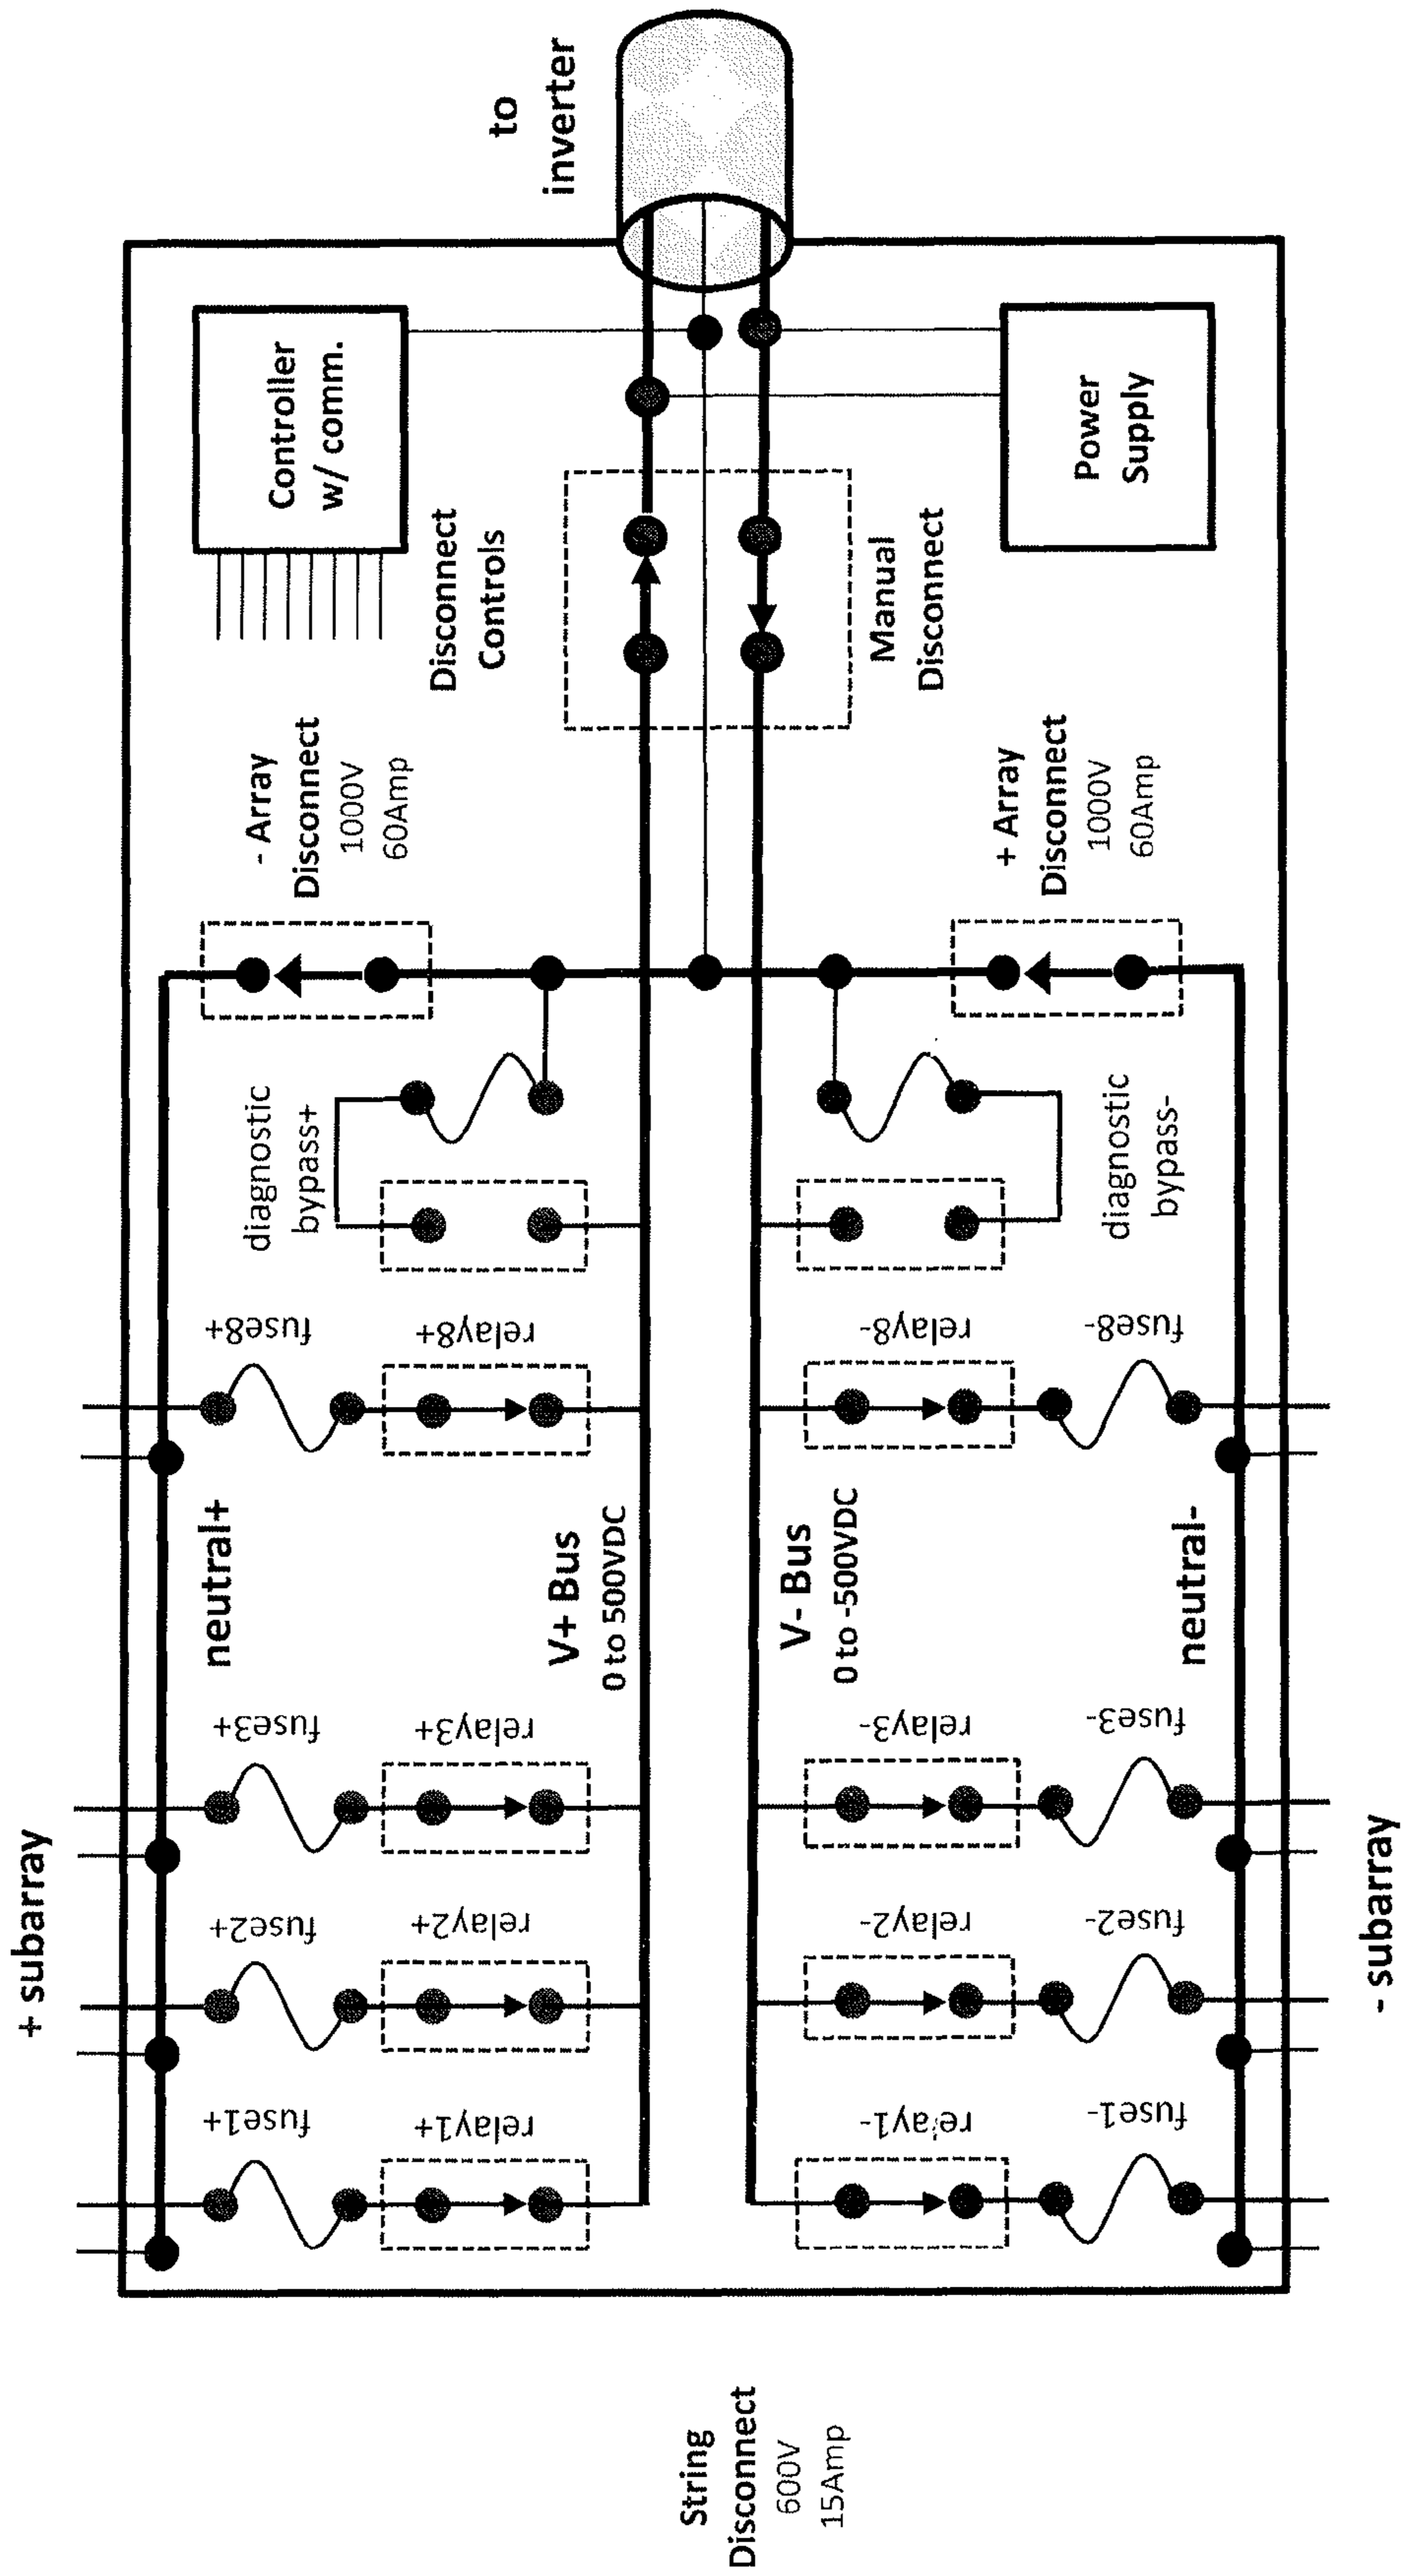 + subarray
fuse1+
relay1+
fuse2+
relay2+
fuse3+
relay3+
neutral+
V+ Bus
0 to 500VDC
fuse8+
relay8+
diagnostic
bypass+
- Array
Disconnect
1000V
60Amp
Disconnect
Controls
Controller
w/ comm.
to
inverter
String
Disconnect
600V
15Amp
relay1-
fuse1-
relay2-
fuse2-
relay3-
fuse3-
V- Bus
0 to -500VDC
neutral-
relay8-
fuse8-
diagnostic
bypass-
+ Array
Disconnect
1000V
60Amp
Manual
Disconnect
Power
Supply
- subarray